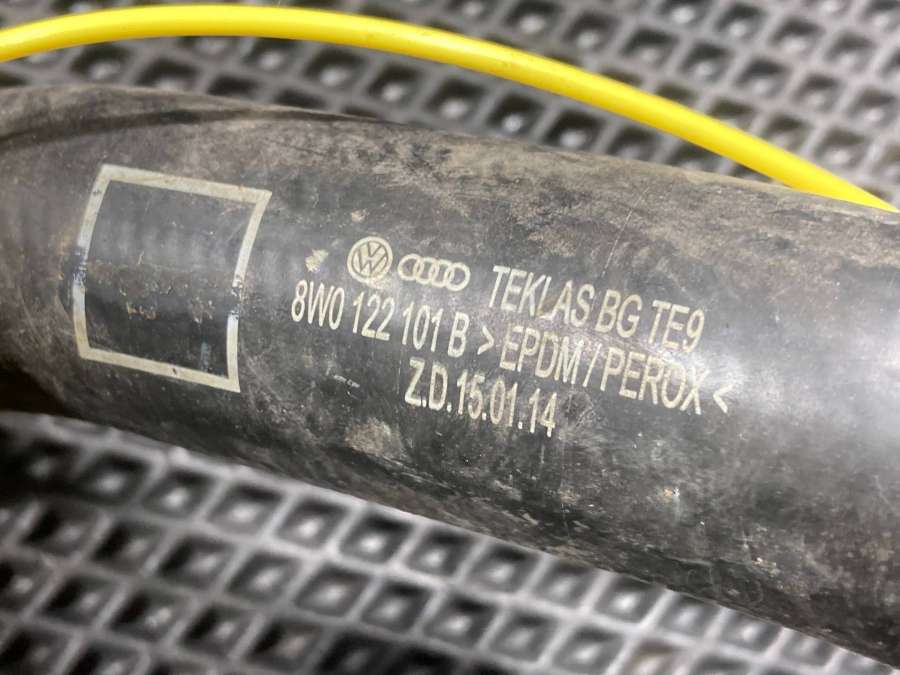 TEKLAS BG TE9
8W0 122 101 B > EPDM / PEROX <
Z.D.15.01.14